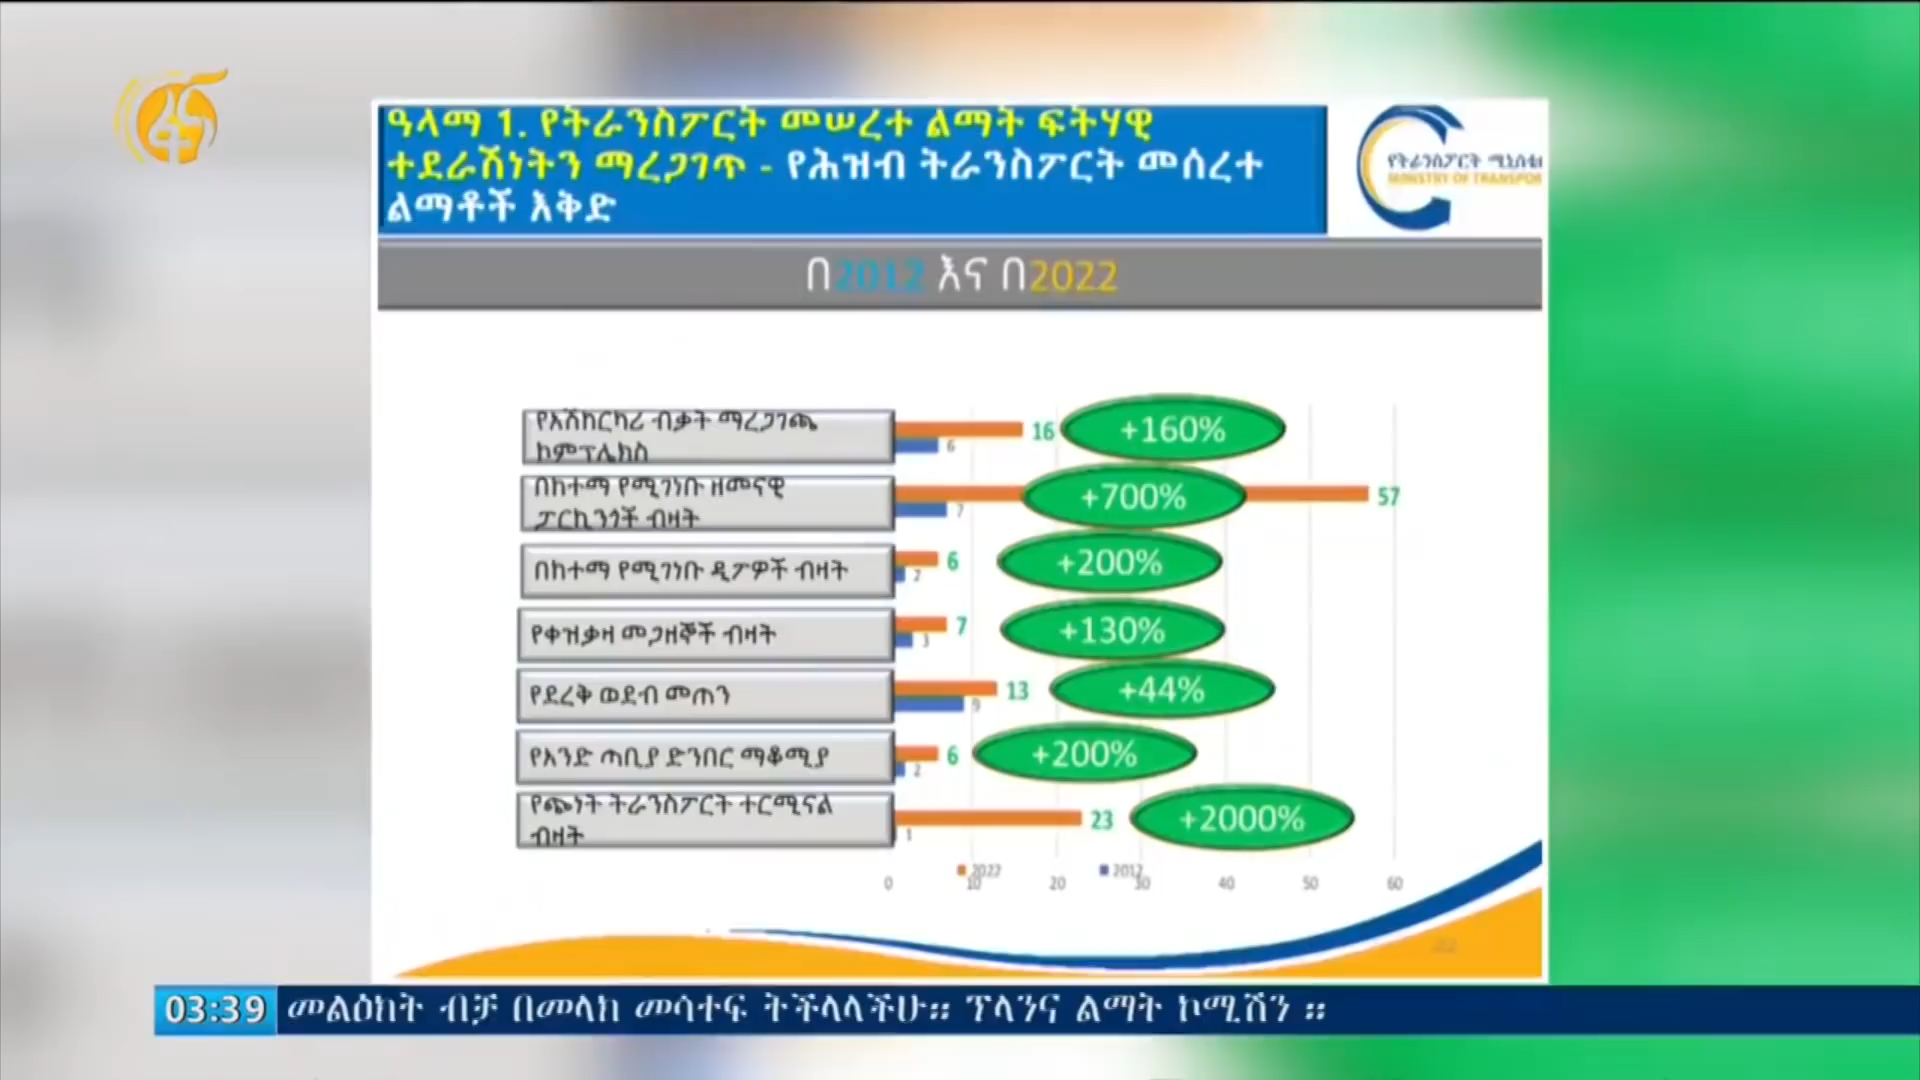 ዓላማ 1. የትራንስፖርት መሠረተ ልማት ፍትሃዊ
ተደራሽነትን ማረጋገጥ - የሕዝብ ትራንስፖርት መሰረተ
ልማቶች እቅድ
የትራንስፖርት ሚኒስቴ
MINISTRY OF TRANSPOR
በ2012 እና በ2022
የአሽከርካሪ ብቃት ማረጋገጫ
ኮምፕሌክስ
16
6
+160%
በከተማ የሚገነቡ ዘመናዊ
ፓርኪንጎች ብዛት
57
7
+700%
በከተማ የሚገነቡ ዲፖዎች ብዛት
6
2
+200%
የቀዝቃዛ መጋዘኞች ብዛት
7
3
+130%
የደረቅ ወደብ መጠን
13
9
+44%
የአንድ ጣቢያ ድንበር ማቆሚያ
6
2
+200%
የጭነት ትራንስፖርት ተርሚናል
ብዛት
23
1
+2000%
2022 2012
0 10 20 30 40 50 60
03:39 መልዕክት ብቻ በመላክ መሳተፍ ትችላላችሁ። ፕላንና ልማት ኮሚሽን ።